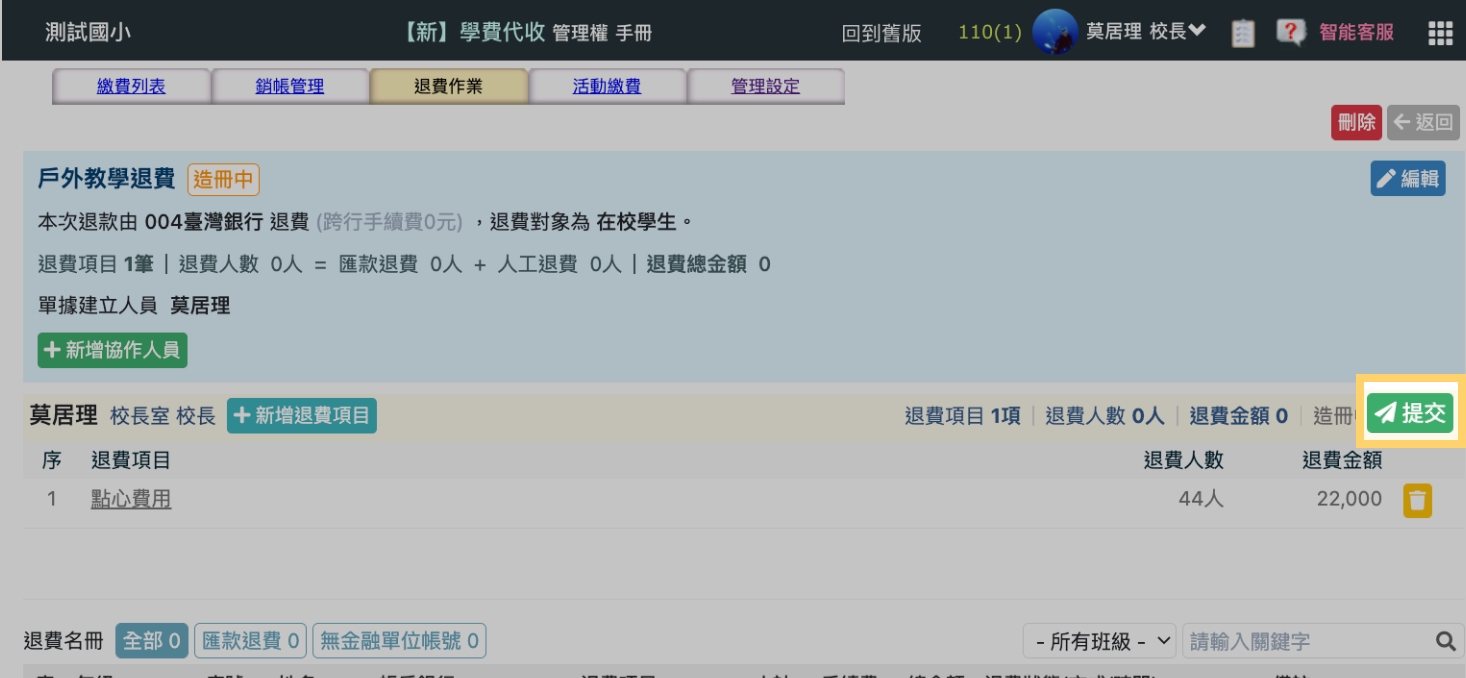 測試國小 【新】學費代收 管理權 手冊 回到舊版 110(1) 莫居理 校長 智能客服
繳費列表 銷帳管理 退費作業 活動繳費 管理設定
刪除 返回
戶外教學退費 造冊中 編輯
本次退款由 004臺灣銀行 退費 (跨行手續費0元) ，退費對象為 在校學生。
退費項目 1筆 | 退費人數 0人 = 匯款退費 0人 + 人工退費 0人 | 退費總金額 0
單據建立人員 莫居理
新增協作人員
莫居理 校長室 校長 新增退費項目 退費項目 1項 | 退費人數 0人 | 退費金額 0 | 造冊 提交
序 退費項目 退費人數 退費金額
1 點心費用 44人 22,000
退費名冊 全部 0 匯款退費 0 無金融單位帳號 0 - 所有班級 - 請輸入關鍵字